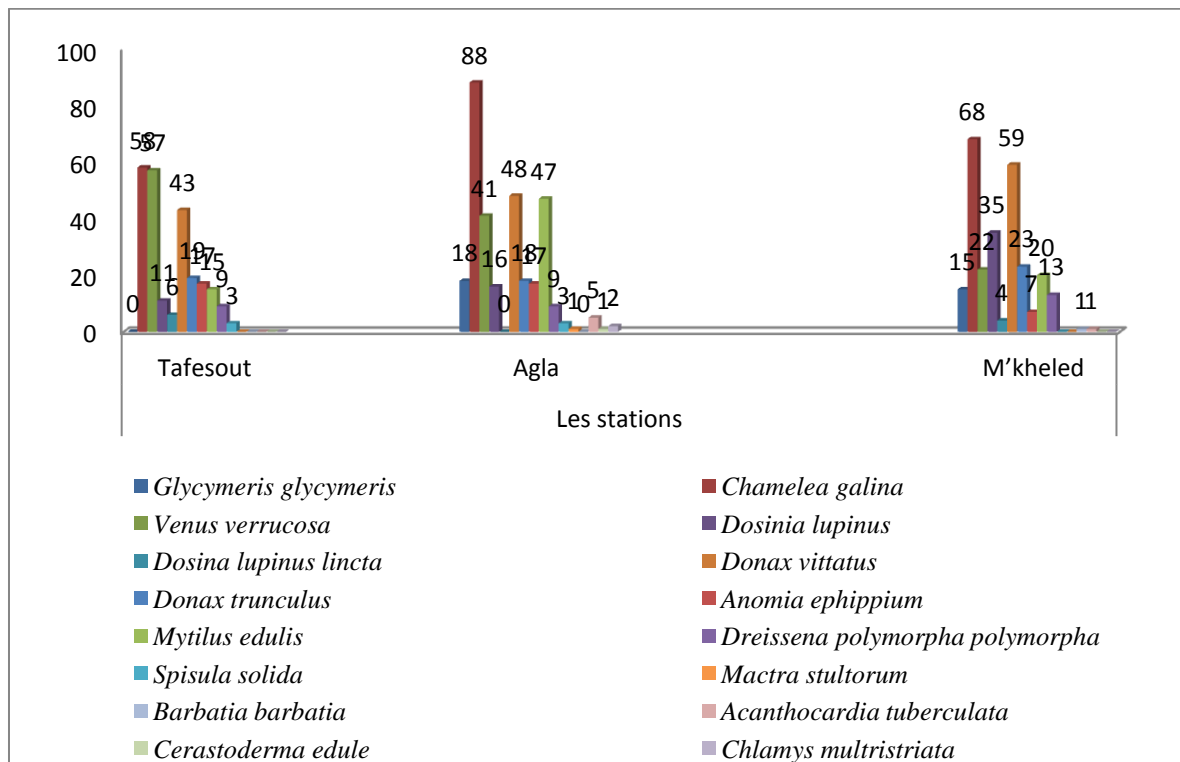 100
80
60
40
20
0
0 58 57 11 6 43 19 17 15 9 3
18 88 41 16 0 48 18 17 47 9 3 1 0 5 1 2
15 68 22 35 4 59 23 7 20 13 1 1
Tafesout Agla M’kheled
Les stations
Glycymeris glycymeris Chamelea galina
Venus verrucosa Dosinia lupinus
Dosina lupinus lincta Donax vittatus
Donax trunculus Anomia ephippium
Mytilus edulis Dreissena polymorpha polymorpha
Spisula solida Mactra stultorum
Barbatia barbatia Acanthocardia tuberculata
Cerastoderma edule Chlamys multristriata